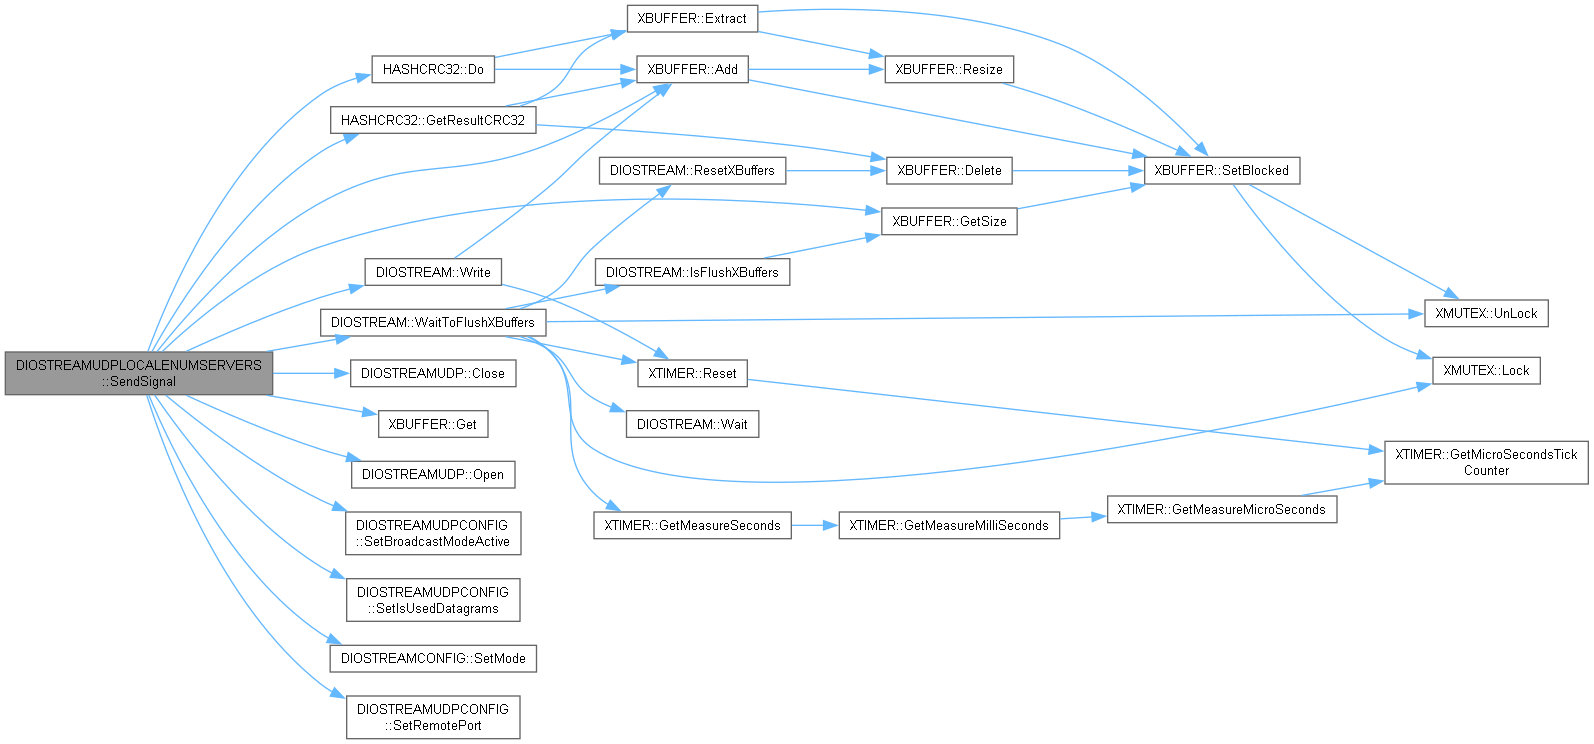 XBUFFER::Extract
HASHCRC32::Do
XBUFFER::Add
XBUFFER::Resize
HASHCRC32::GetResultCRC32
DIOSTREAM::ResetXBuffers
XBUFFER::Delete
XBUFFER::SetBlocked
XBUFFER::GetSize
DIOSTREAM::Write
DIOSTREAM::IsFlushXBuffers
DIOSTREAM::WaitToFlushXBuffers
XMUTEX::UnLock
DIOSTREAMUDPLOCALENUMSERVERS
::SendSignal
DIOSTREAMUDP::Close
XTIMER::Reset
XMUTEX::Lock
XBUFFER::Get
DIOSTREAM::Wait
XTIMER::GetMicroSecondsTick
Counter
DIOSTREAMUDP::Open
DIOSTREAMUDPCONFIG
::SetBroadcastModeActive
XTIMER::GetMeasureSeconds
XTIMER::GetMeasureMilliSeconds
XTIMER::GetMeasureMicroSeconds
DIOSTREAMUDPCONFIG
::SetIsUsedDatagrams
DIOSTREAMCONFIG::SetMode
DIOSTREAMUDPCONFIG
::SetRemotePort